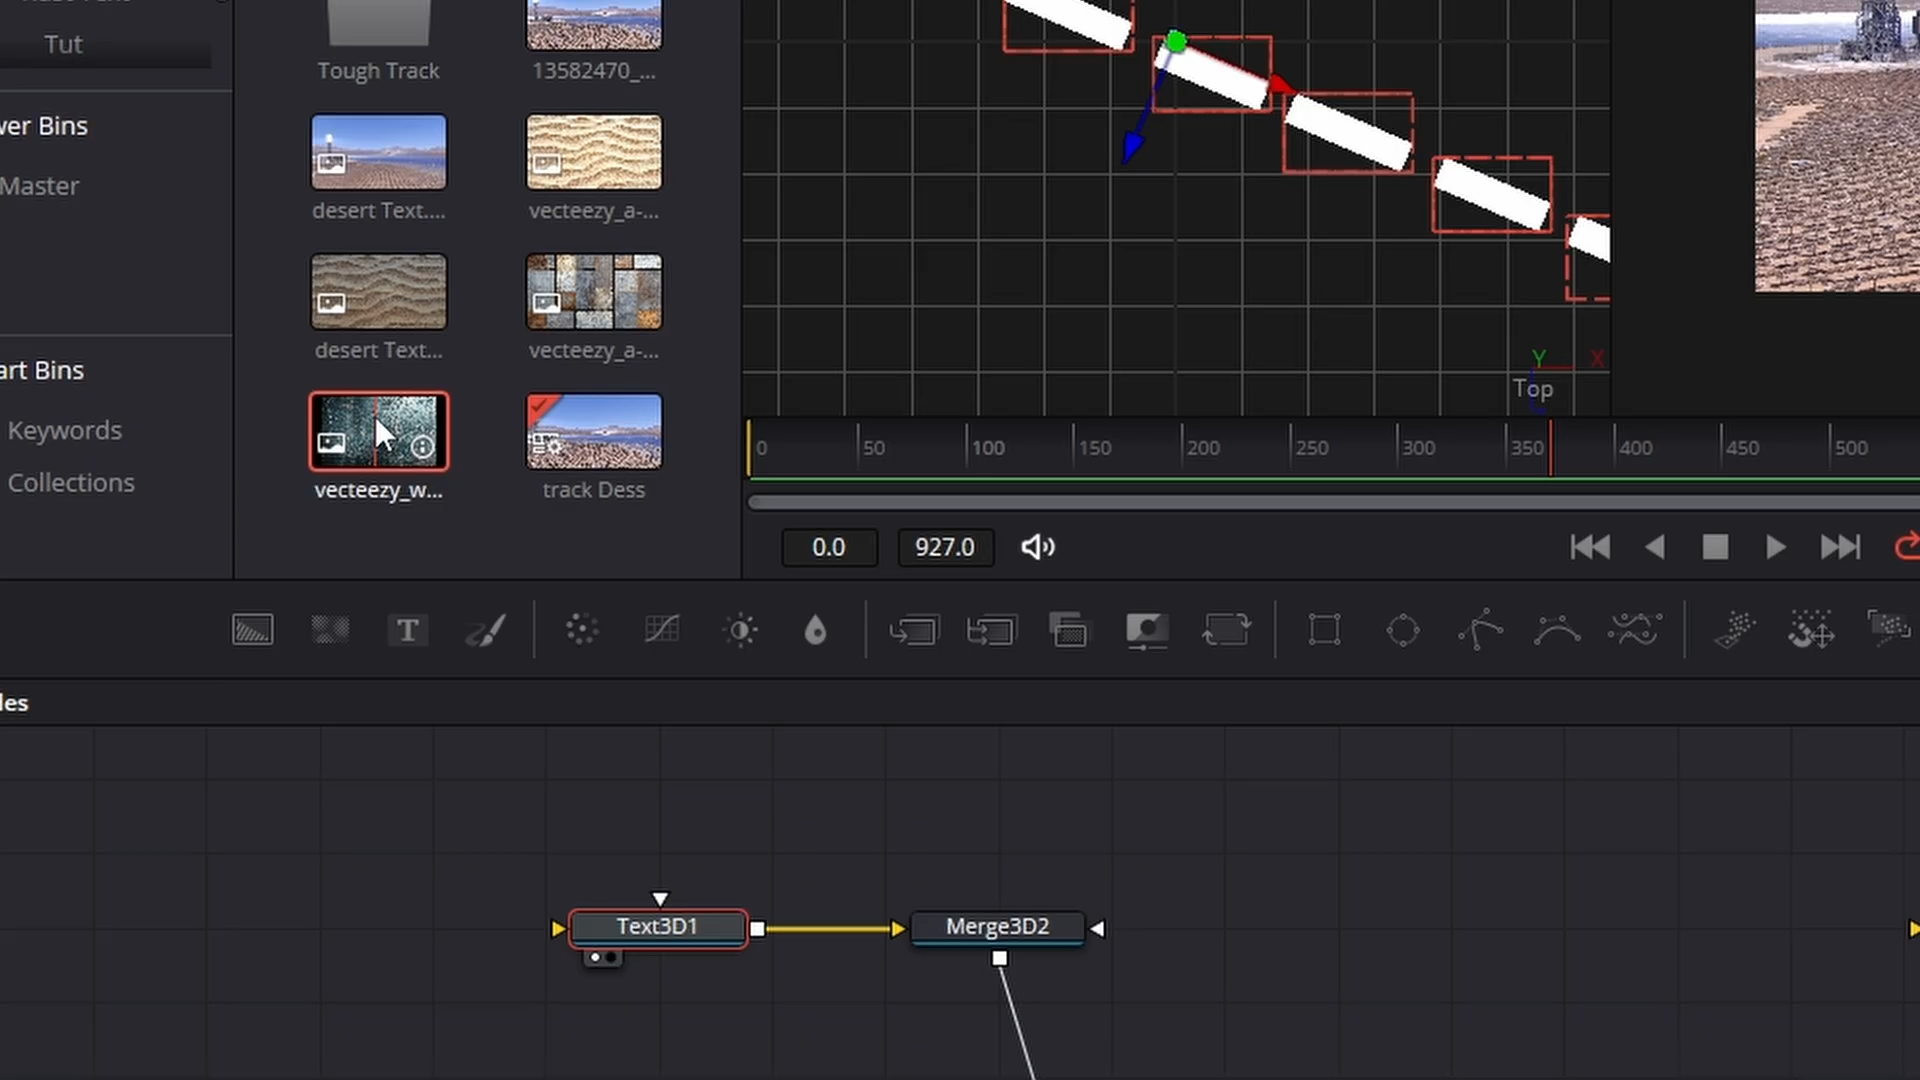 Tut
Tough Track
13582470_...
wer Bins
Master
desert Text....
vecteezy_a-...
art Bins
desert Text...
vecteezy_a-...
Keywords
Collections
vecteezy_w...
track Dess
Y
X
Top
0
50
100
150
200
250
300
350
400
450
500
0.0
927.0
T
les
Text3D1
Merge3D2